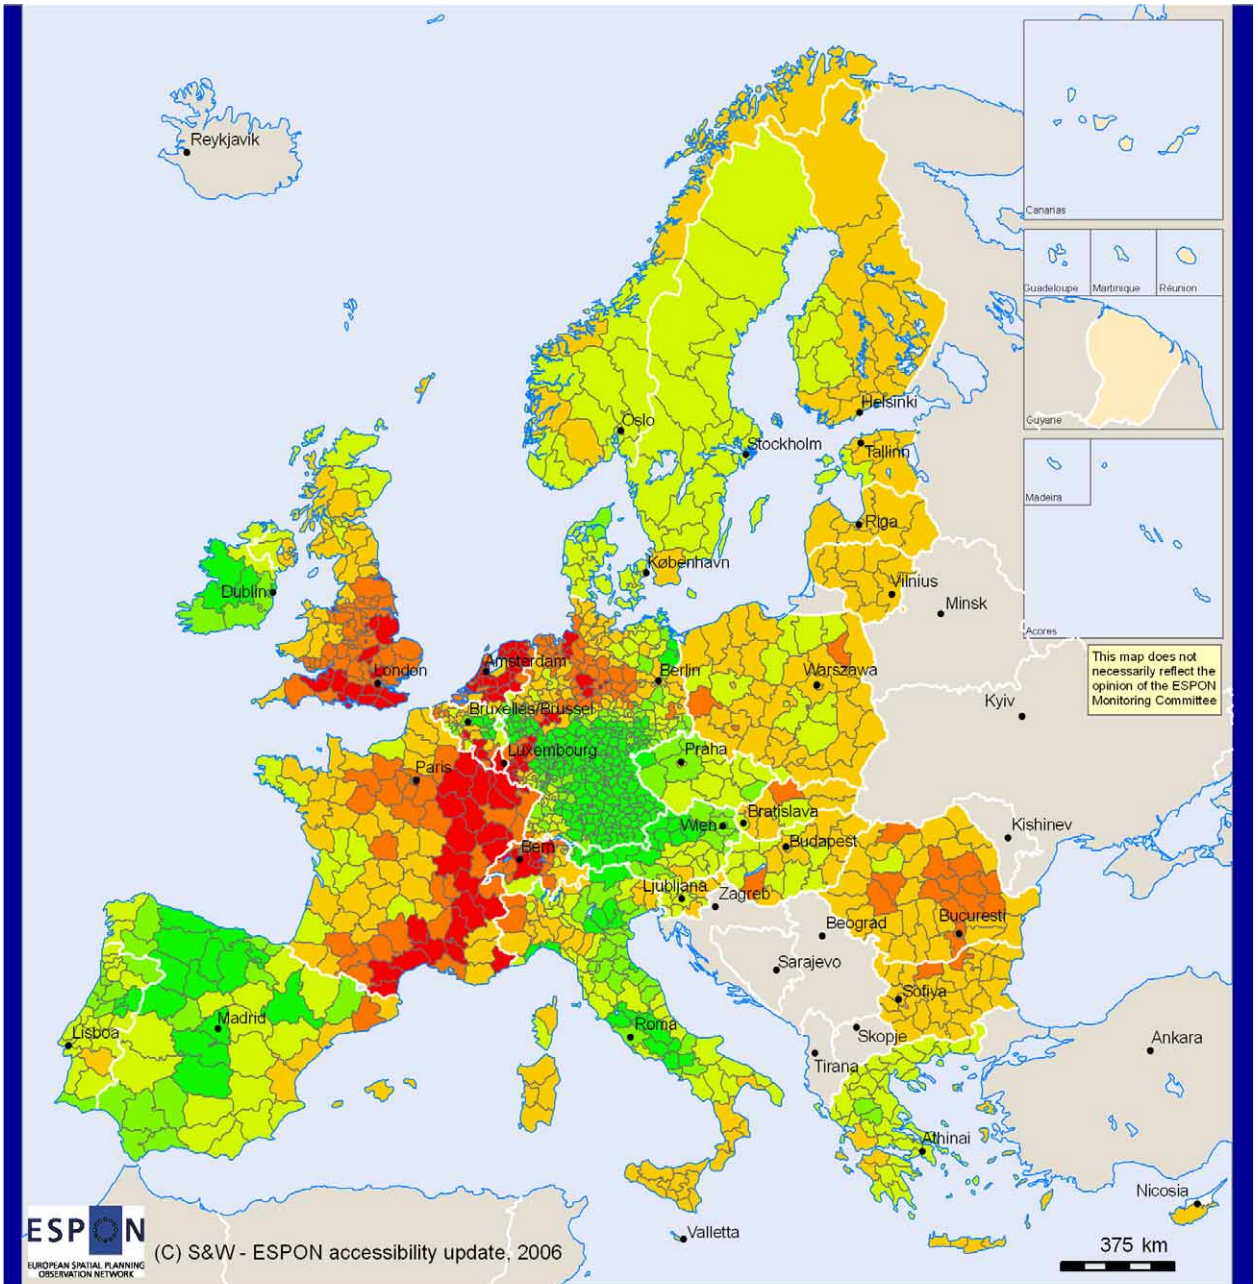 Reykjavik
Canarias
Guadeloupe
Martinique
Réunion
Guyane
Helsinki
Oslo
Stockholm
Tallinn
Madeira
Riga
København
Vilnius
Dublin
Minsk
Acores
This map does not
necessarily reflect the
opinion of the ESPON
Monitoring Committee
London
Amsterdam
Berlin
Warszawa
Kyiv
Bruxelles/Brussel
Luxembourg
Praha
Paris
Bratislava
Wien
Kishinev
Bern
Budapest
Ljubljana
Zagreb
Bucuresti
Beograd
Sarajevo
Sofiya
Madrid
Roma
Lisboa
Skopje
Ankara
Tirana
Athinai
Nicosia
Valletta
ESPON
EUROPEAN SPATIAL PLANNING
OBSERVATION NETWORK
(C) S&W - ESPON accessibility update, 2006
375 km